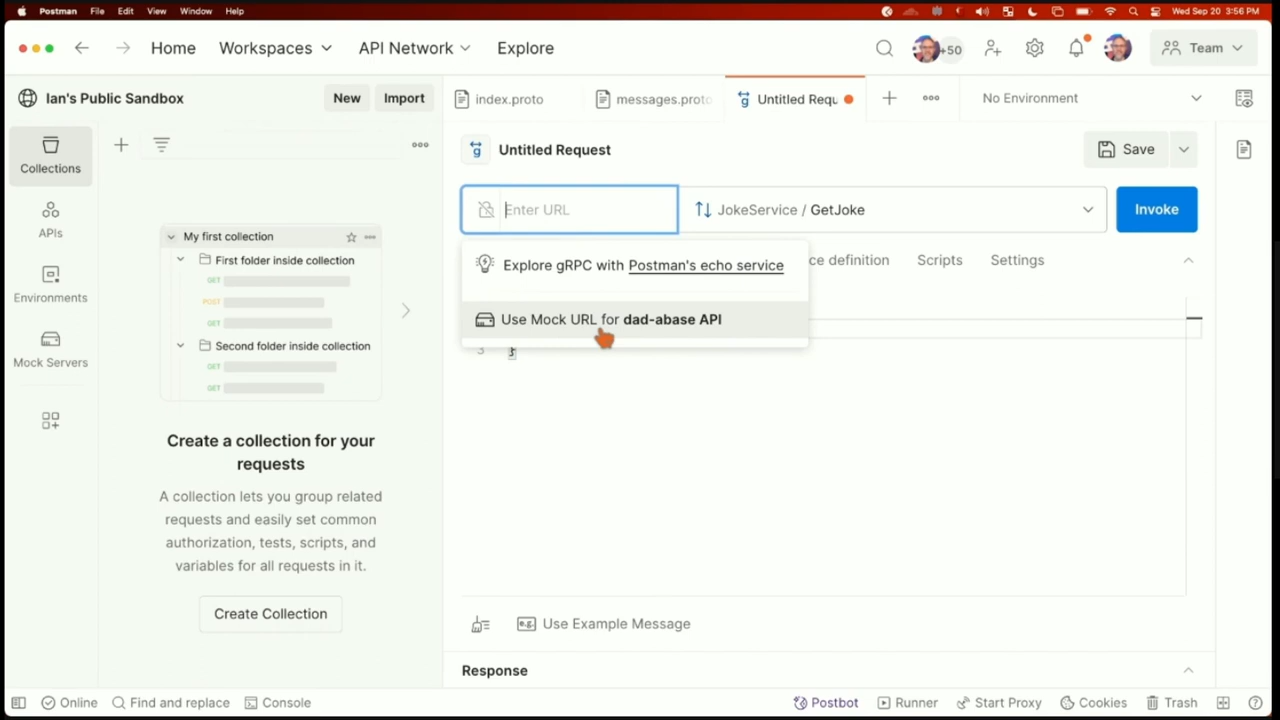 Postman File Edit View Window Help
Wed Sep 20 3:56 PM
Home Workspaces API Network Explore
+50
Team
Ian's Public Sandbox New Import
index.proto messages.proto Untitled Requ No Environment
Collections
APIs
Environments
Mock Servers
My first collection
First folder inside collection
GET
POST
GET
Second folder inside collection
GET
GET
Create a collection for your
requests
A collection lets you group related
requests and easily set common
authorization, tests, scripts, and
variables for all requests in it.
Create Collection
Untitled Request Save
Enter URL JokeService / GetJoke Invoke
Explore gRPC with Postman's echo service
ce definition Scripts Settings
Use Mock URL for dad-abase API
3 }
Use Example Message
Response
Online Find and replace Console Postbot Runner Start Proxy Cookies Trash